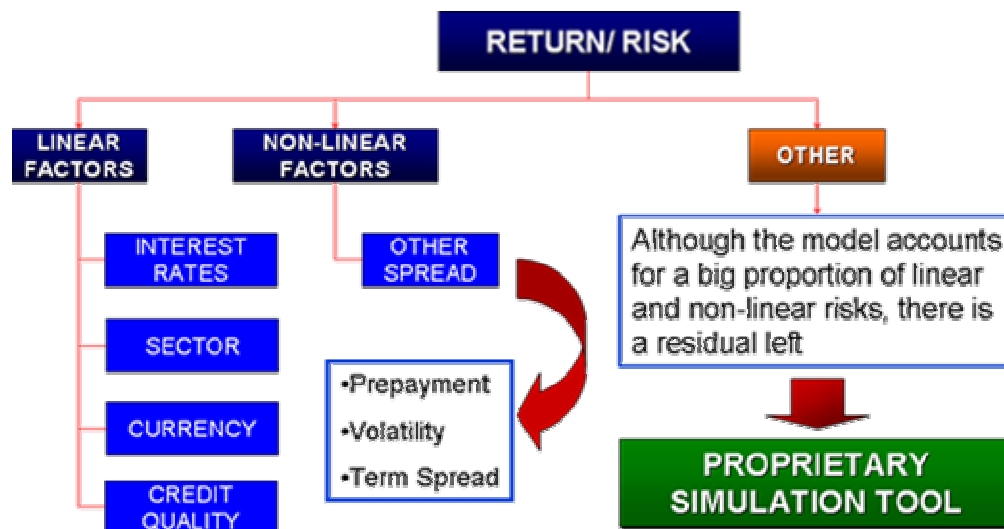 RETURN/ RISK
LINEAR
FACTORS
NON-LINEAR
FACTORS
OTHER
INTEREST
RATES
SECTOR
CURRENCY
CREDIT
QUALITY
OTHER
SPREAD
•Prepayment
•Volatility
•Term Spread
Although the model accounts
for a big proportion of linear
and non-linear risks, there is
a residual left
PROPRIETARY
SIMULATION TOOL